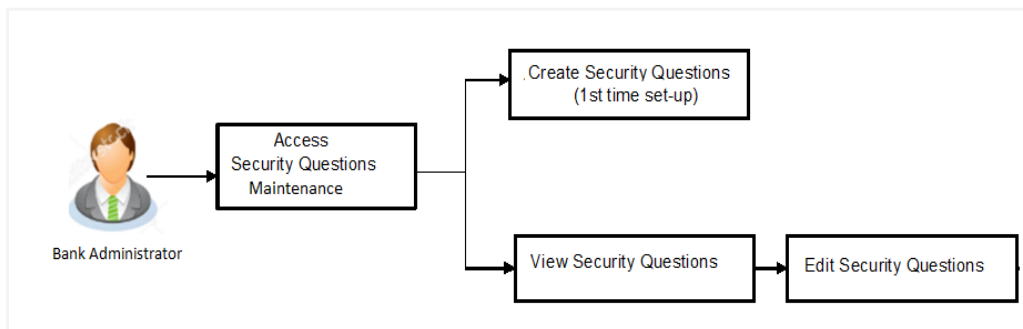 Create Security Questions
(1st time set-up)
Access
Security Questions
Maintenance
Bank Administrator
View Security Questions
Edit Security Questions